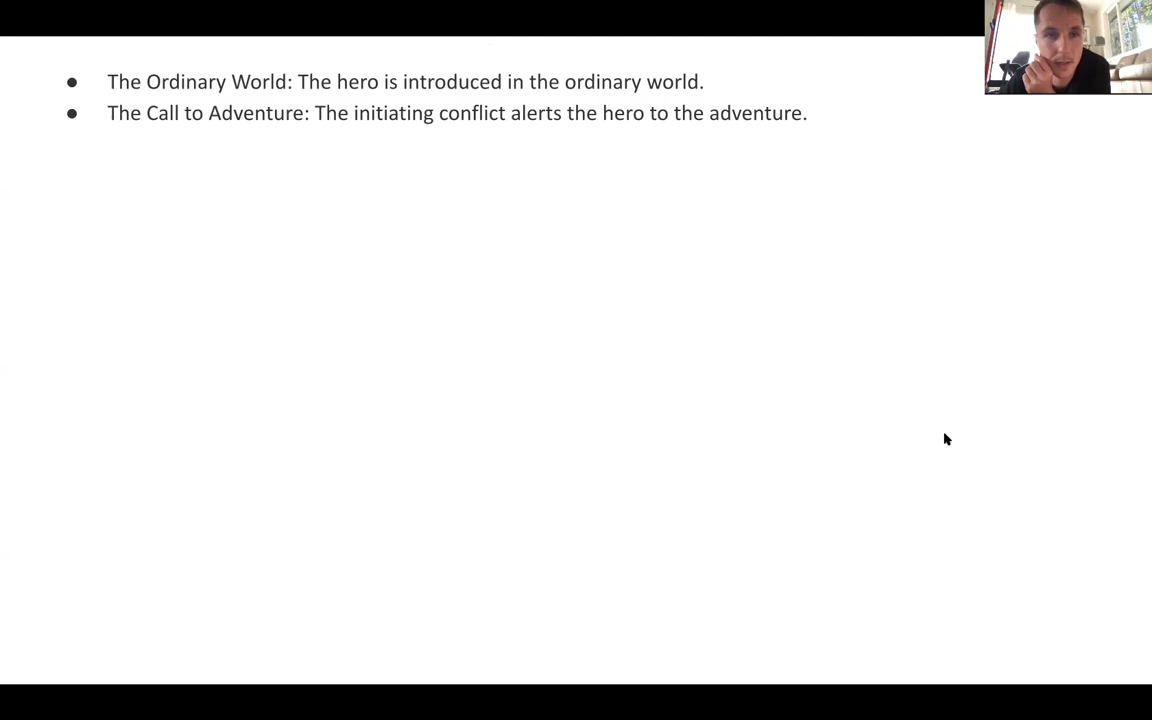 ● The Ordinary World: The hero is introduced in the ordinary world.
● The Call to Adventure: The initiating conflict alerts the hero to the adventure.